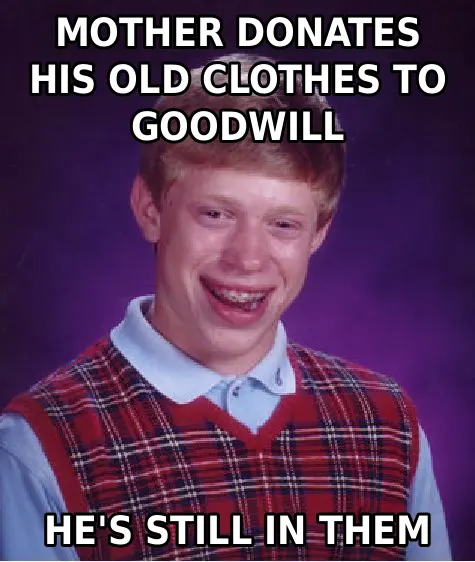 MOTHER DONATES
HIS OLD CLOTHES TO
GOODWILL
HE'S STILL IN THEM